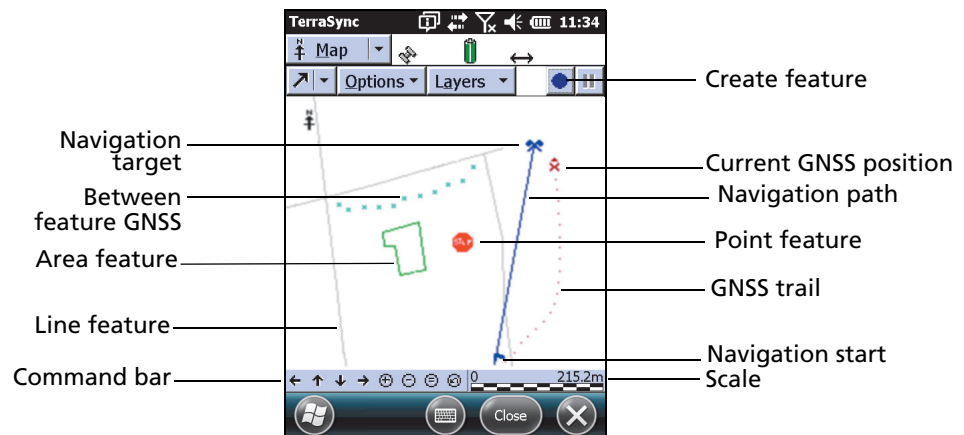 TerraSync 11:34
N Map
Options Layers
Create feature
N
Navigation
target
Current GNSS position
Between
feature GNSS
Navigation path
STOP
Point feature
Area feature
GNSS trail
Line feature
Navigation start
Command bar
0 215.2m
Scale
Close